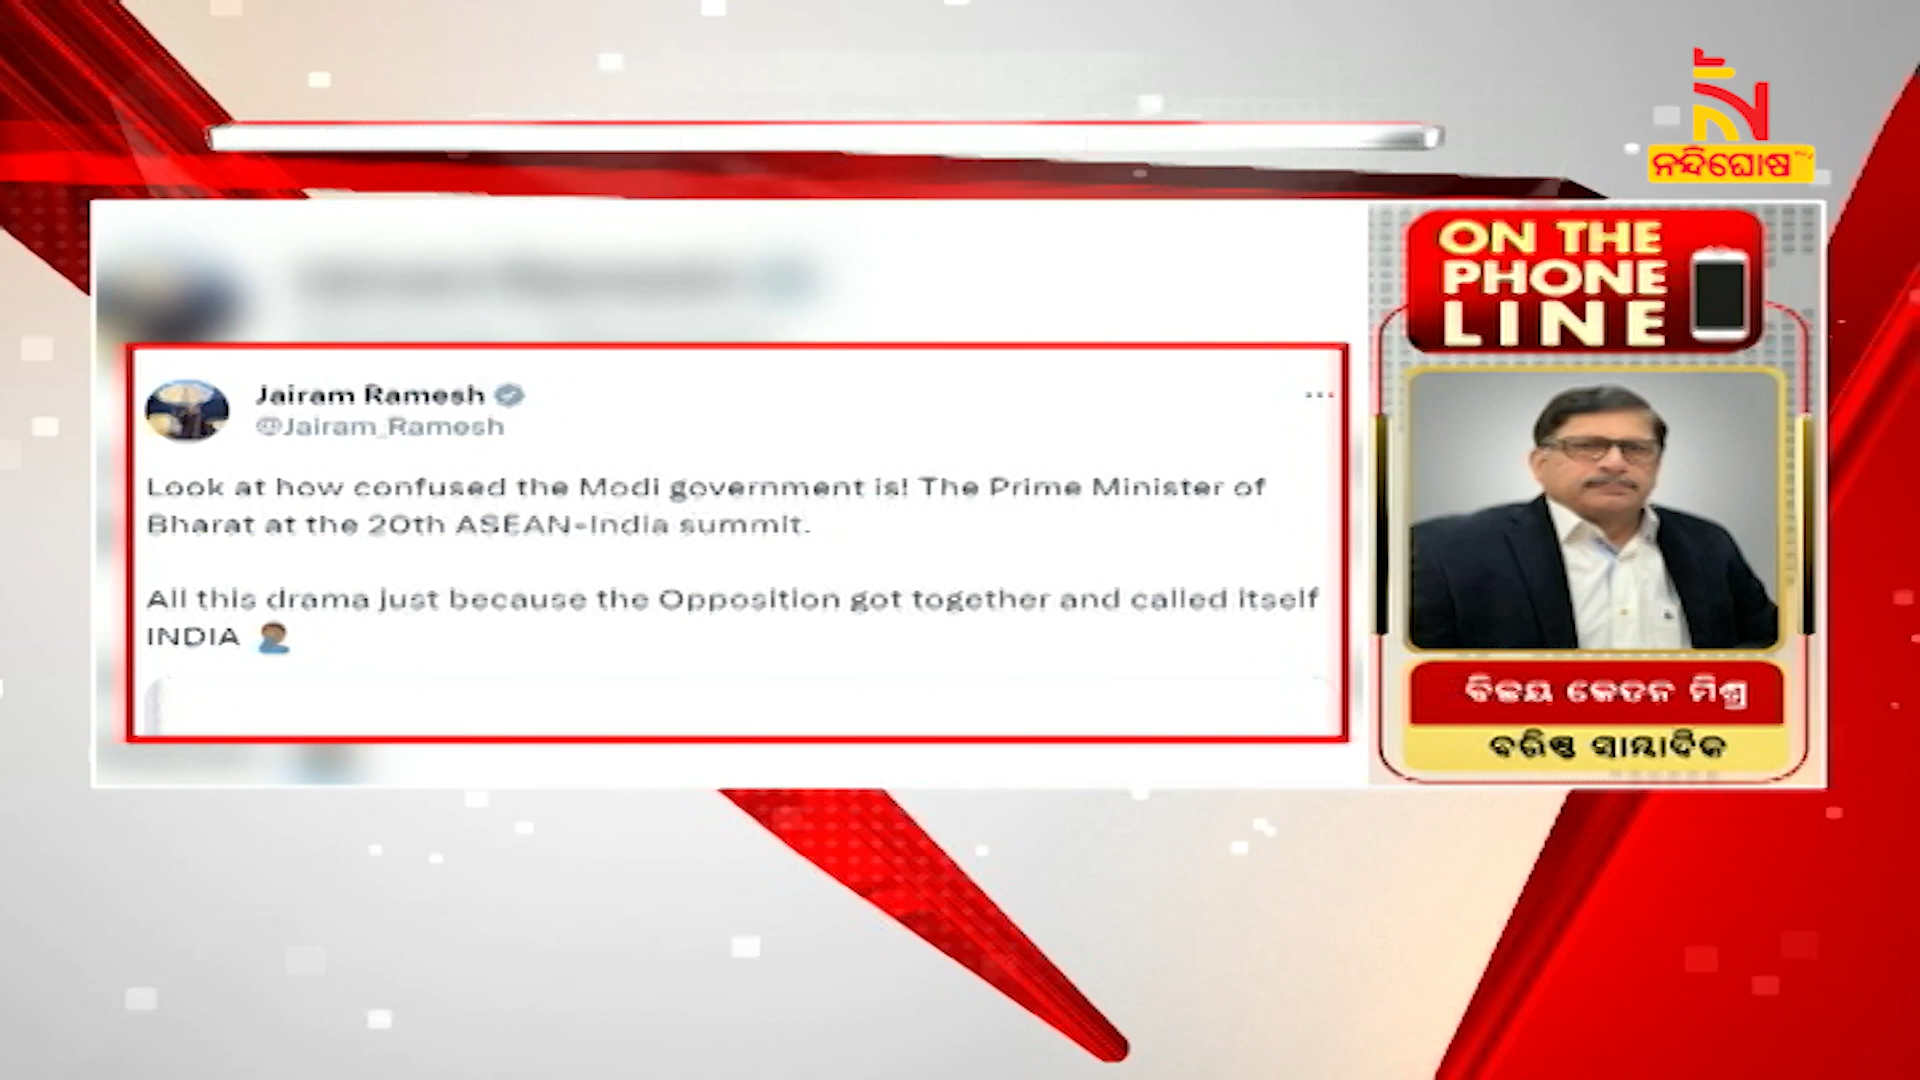 ନନ୍ଦିଘୋଷ
ON THE
PHONE
LINE
Jairam Ramesh
@Jairam_Ramesh
Look at how confused the Modi government is! The Prime Minister of
Bharat at the 20th ASEAN-India summit.
All this drama just because the Opposition got together and called itself
INDIA 🤦🏽‍♂️
ବିଜୟ କେତନ ମିଶ୍ର
ବରିଷ୍ଠ ସାମ୍ବାଦିକ